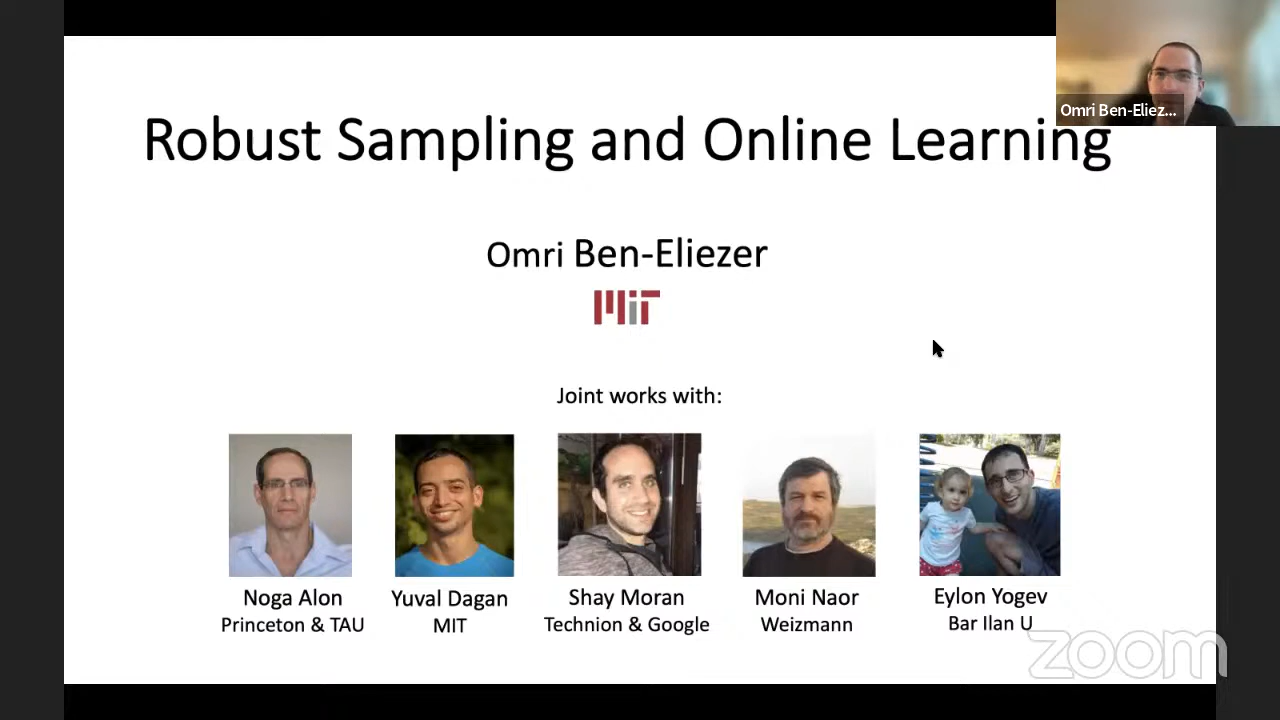 Omri Ben-Eliez...
Robust Sampling and Online Learning
Omri Ben-Eliezer
MIT
Joint works with:
Noga Alon
Princeton & TAU
Yuval Dagan
MIT
Shay Moran
Technion & Google
Moni Naor
Weizmann
Eylon Yogev
Bar Ilan U
zoom